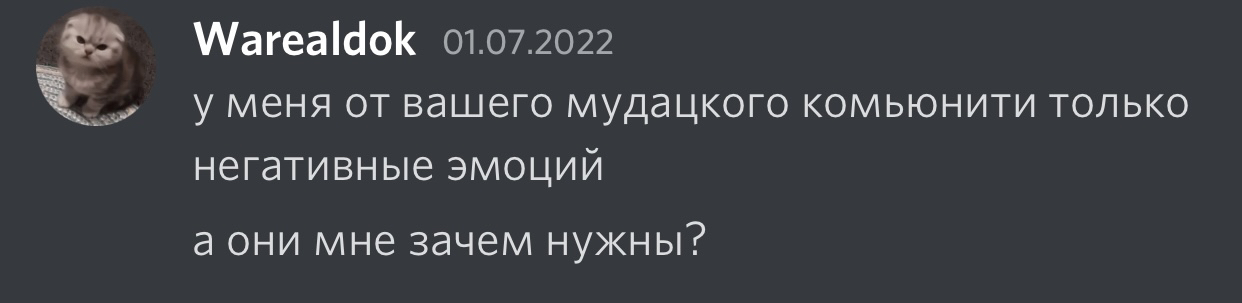 Warealdok 01.07.2022
у меня от вашего мудацкого комьюнити только
негативные эмоций
а они мне зачем нужны?